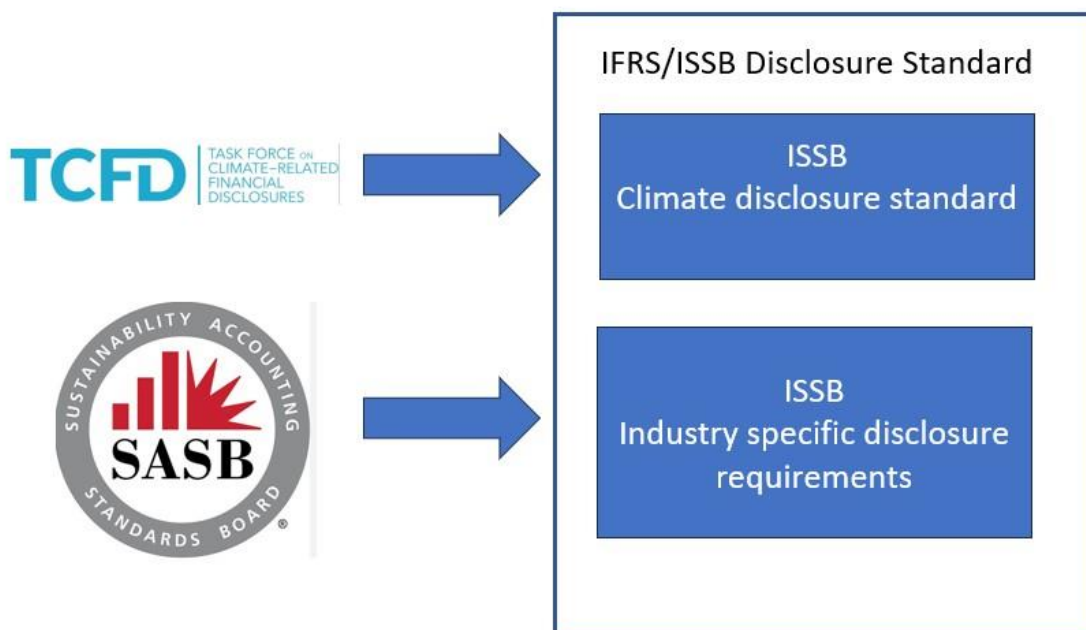 IFRS/ISSB Disclosure Standard
TCFD
TASK FORCE ON
CLIMATE-RELATED
FINANCIAL
DISCLOSURES
ISSB
Climate disclosure standard
SUSTAINABILITY ACCOUNTING
SASB
STANDARDS BOARD
®
ISSB
Industry specific disclosure
requirements